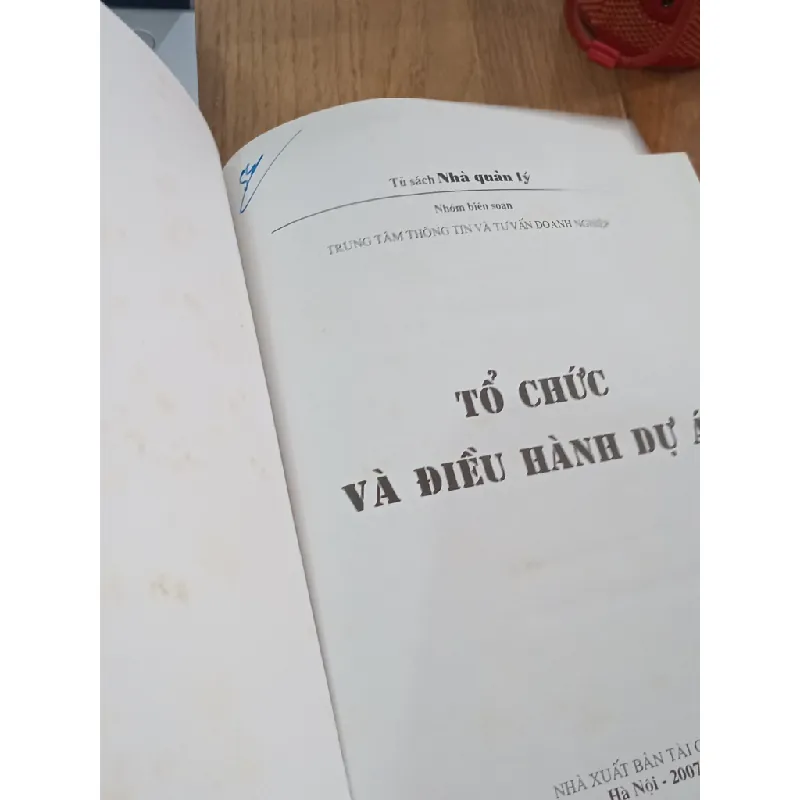 Tủ sách Nhà quản lý
Nhóm biên soạn
TRUNG TÂM THÔNG TIN VÀ TƯ VẤN DOANH NGHIỆP
TỔ CHỨC
VÀ ĐIỀU HÀNH DỰ
NHÀ XUẤT BẢN TÀI
Hà Nội - 2007